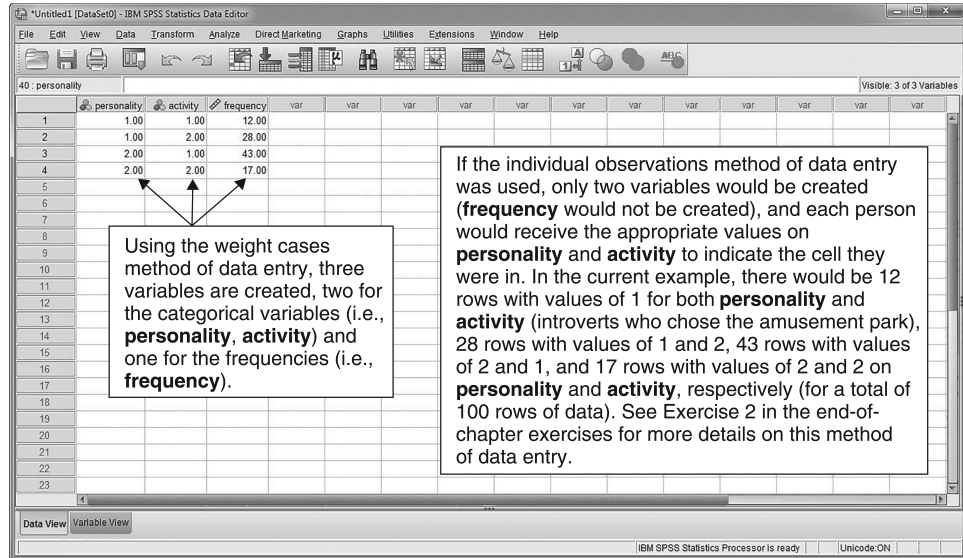 *Untitled1 [DataSet0] - IBM SPSS Statistics Data Editor
File Edit View Data Transform Analyze Direct Marketing Graphs Utilities Extensions Window Help
40 : personality
Visible: 3 of 3 Variables
personality activity frequency var var var var var var var var var var var
1 1.00 1.00 12.00
2 1.00 2.00 28.00
3 2.00 1.00 43.00
4 2.00 2.00 17.00
5
6
7
8
9
10
11
12
13
14
15
16
17
18
19
20
21
22
23
Using the weight cases
method of data entry, three
variables are created, two for
the categorical variables (i.e.,
personality, activity) and
one for the frequencies (i.e.,
frequency).
If the individual observations method of data entry
was used, only two variables would be created
(frequency would not be created), and each person
would receive the appropriate values on
personality and activity to indicate the cell they
were in. In the current example, there would be 12
rows with values of 1 for both personality and
activity (introverts who chose the amusement park),
28 rows with values of 1 and 2, 43 rows with values
of 2 and 1, and 17 rows with values of 2 and 2 on
personality and activity, respectively (for a total of
100 rows of data). See Exercise 2 in the end-of-
chapter exercises for more details on this method
of data entry.
Data View Variable View
IBM SPSS Statistics Processor is ready Unicode:ON